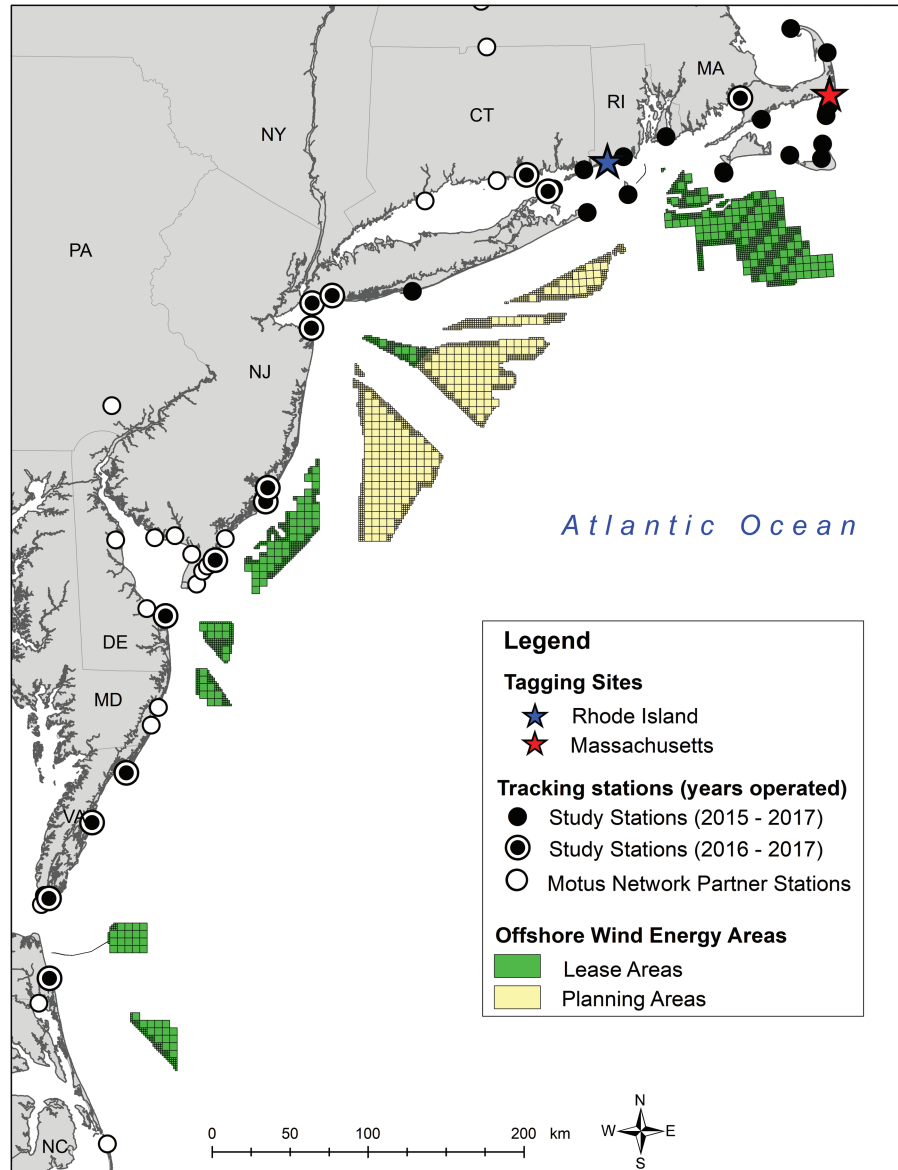 MA
RI
CT
NY
PA
NJ
Atlantic Ocean
DE
MD
VA
NC
Legend
Tagging Sites
Rhode Island
Massachusetts
Tracking stations (years operated)
Study Stations (2015 - 2017)
Study Stations (2016 - 2017)
Motus Network Partner Stations
Offshore Wind Energy Areas
Lease Areas
Planning Areas
0 50 100 200 km
N
W E
S